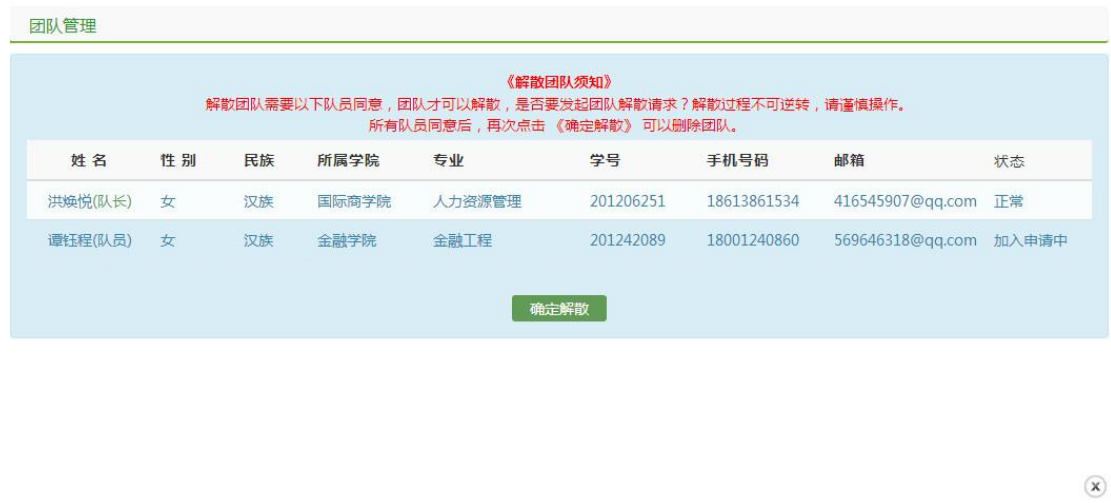 团队管理
《解散团队须知》
解散团队需要以下队员同意，团队才可以解散，是否要发起团队解散请求？解散过程不可逆转，请谨慎操作。
所有队员同意后，再次点击 《确定解散》 可以删除团队。
姓 名 性 别 民族 所属学院 专业 学号 手机号码 邮箱 状态
洪焕悦(队长) 女 汉族 国际商学院 人力资源管理 201206251 18613861534 416545907@qq.com 正常
谭钰程(队员) 女 汉族 金融学院 金融工程 201242089 18001240860 569646318@qq.com 加入申请中
确定解散
x